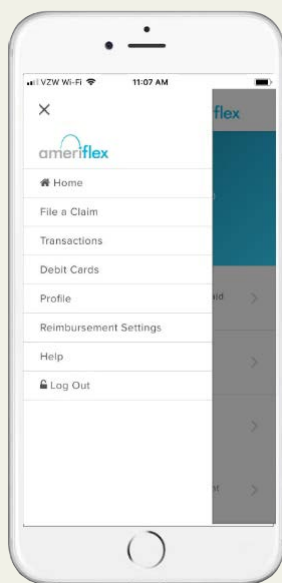 VZW Wi-Fi 11:07 AM
flex
ameriflex
Home
File a Claim
Transactions
Debit Cards
Profile
Reimbursement Settings
Help
Log Out